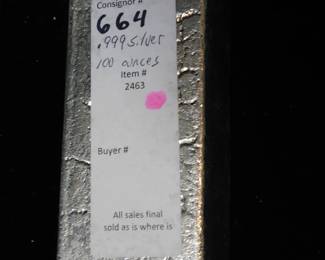 Consignor #
664
.999 silver
100 ounces
Item #
2463
Buyer #
All sales final
sold as is where is